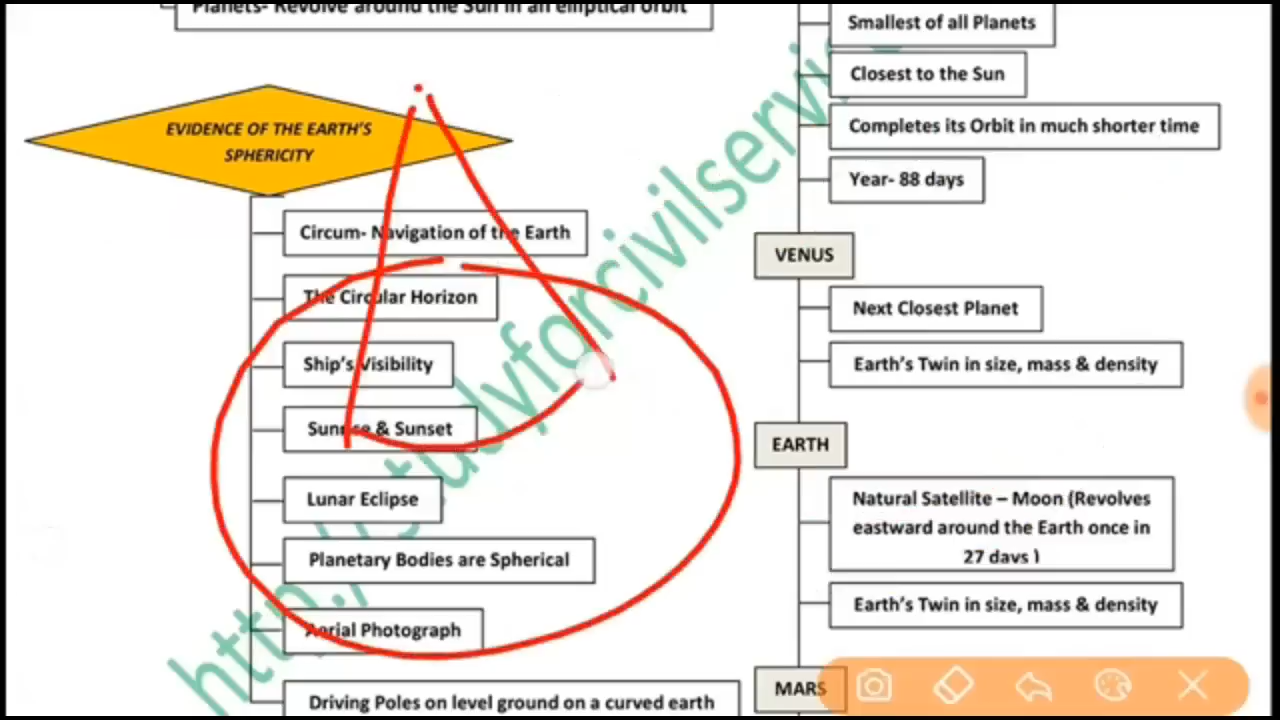 Planets- Revolve around the Sun in an elliptical orbit
EVIDENCE OF THE EARTH'S
SPHERICITY
Circum- Navigation of the Earth
The Circular Horizon
Ship's Visibility
Sunrise & Sunset
Lunar Eclipse
Planetary Bodies are Spherical
Aerial Photograph
Driving Poles on level ground on a curved earth
Smallest of all Planets
Closest to the Sun
Completes its Orbit in much shorter time
Year- 88 days
VENUS
Next Closest Planet
Earth's Twin in size, mass & density
EARTH
Natural Satellite – Moon (Revolves
eastward around the Earth once in
27 days )
Earth's Twin in size, mass & density
MARS
http://studyforcivilservic